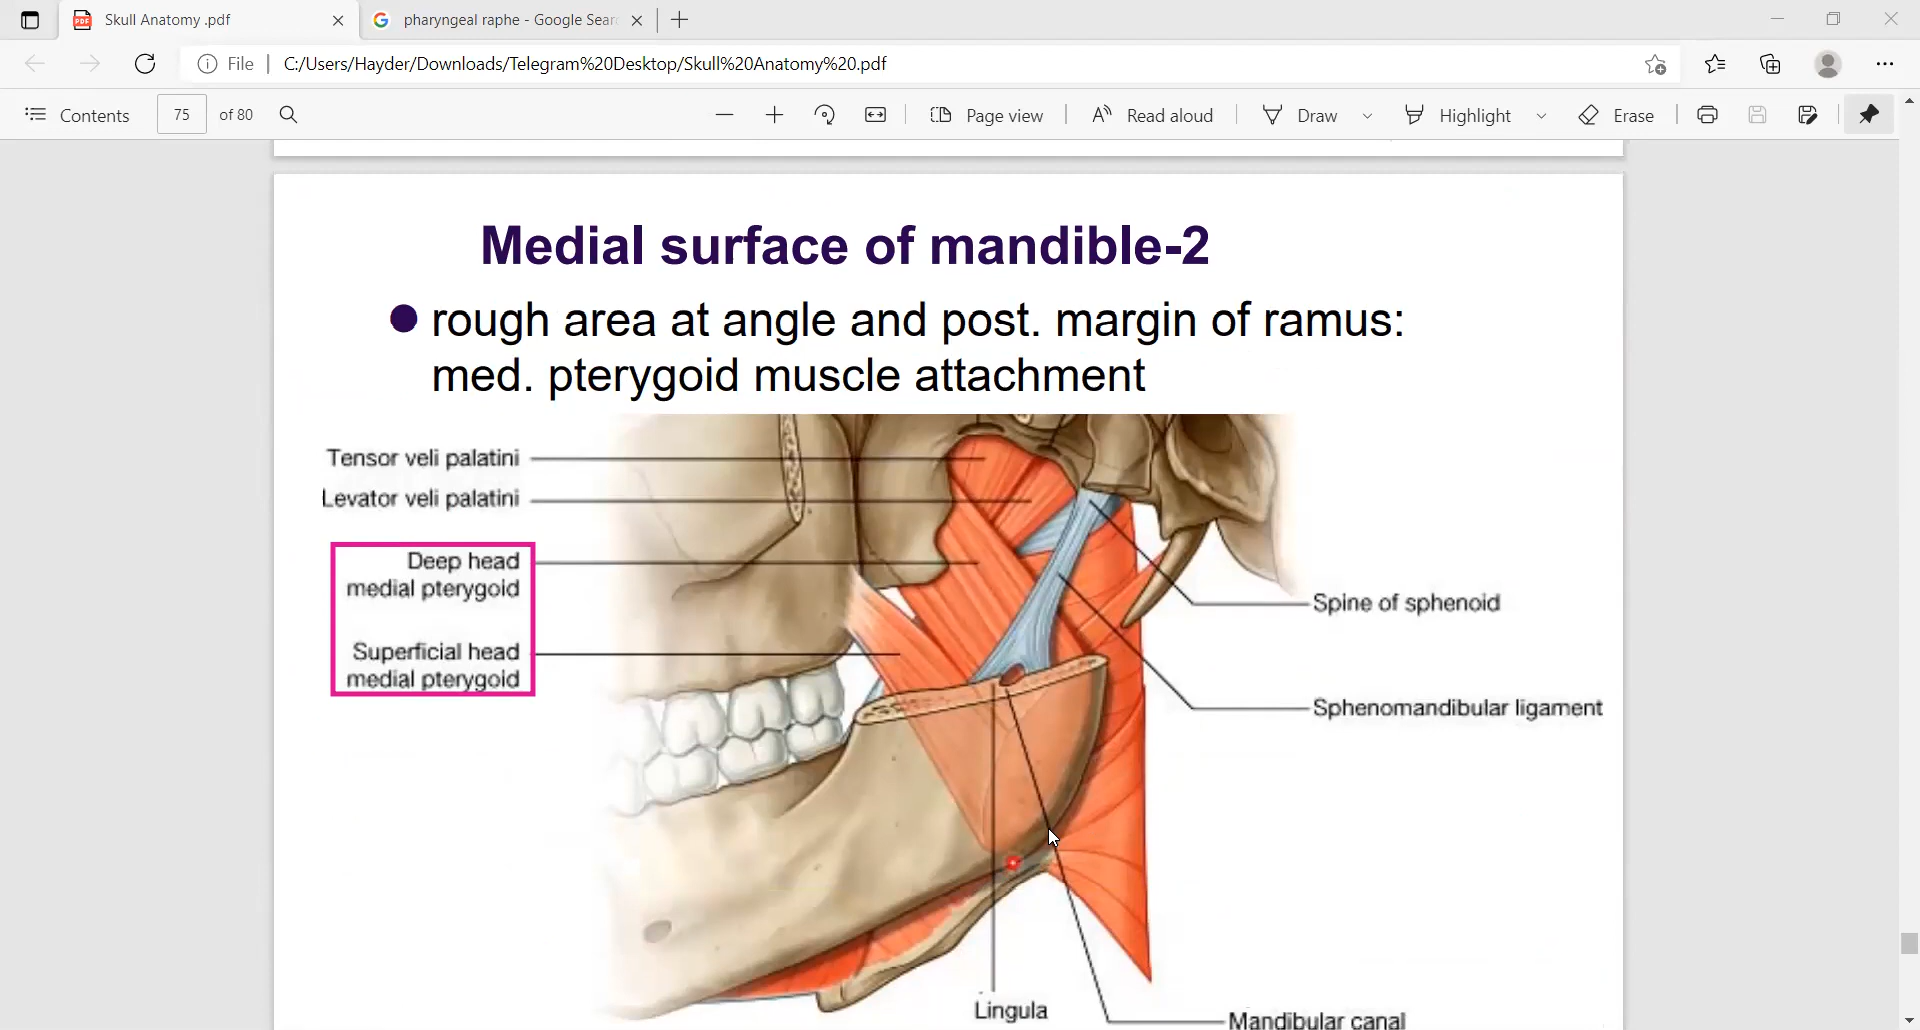 Skull Anatomy .pdf
pharyngeal raphe - Google Sear
File
C:/Users/Hayder/Downloads/Telegram%20Desktop/Skull%20Anatomy%20.pdf
Contents
75
of 80
Page view
Read aloud
Draw
Highlight
Erase
Medial surface of mandible-2
rough area at angle and post. margin of ramus:
med. pterygoid muscle attachment
Tensor veli palatini
Levator veli palatini
Deep head
medial pterygoid
Superficial head
medial pterygoid
Spine of sphenoid
Sphenomandibular ligament
Lingula
Mandibular canal